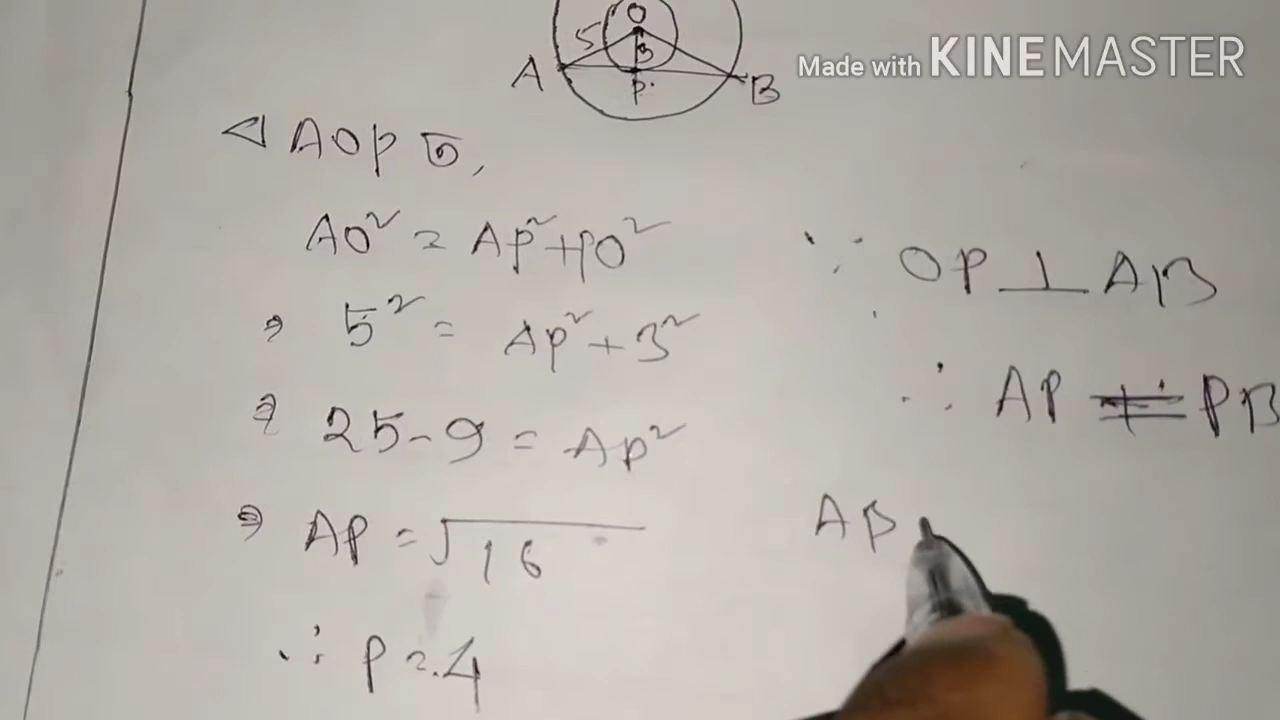 Made with KINEMASTER
O
5
3
A
B
P
◁ AOP ত,
AO² = AP² + PO²
⇒ 5² = AP² + 3²
⇒ 25 - 9 = AP²
⇒ AP = √16
∴ P = 4
∵ OP ⊥ AB
∴ AP = PB
AB